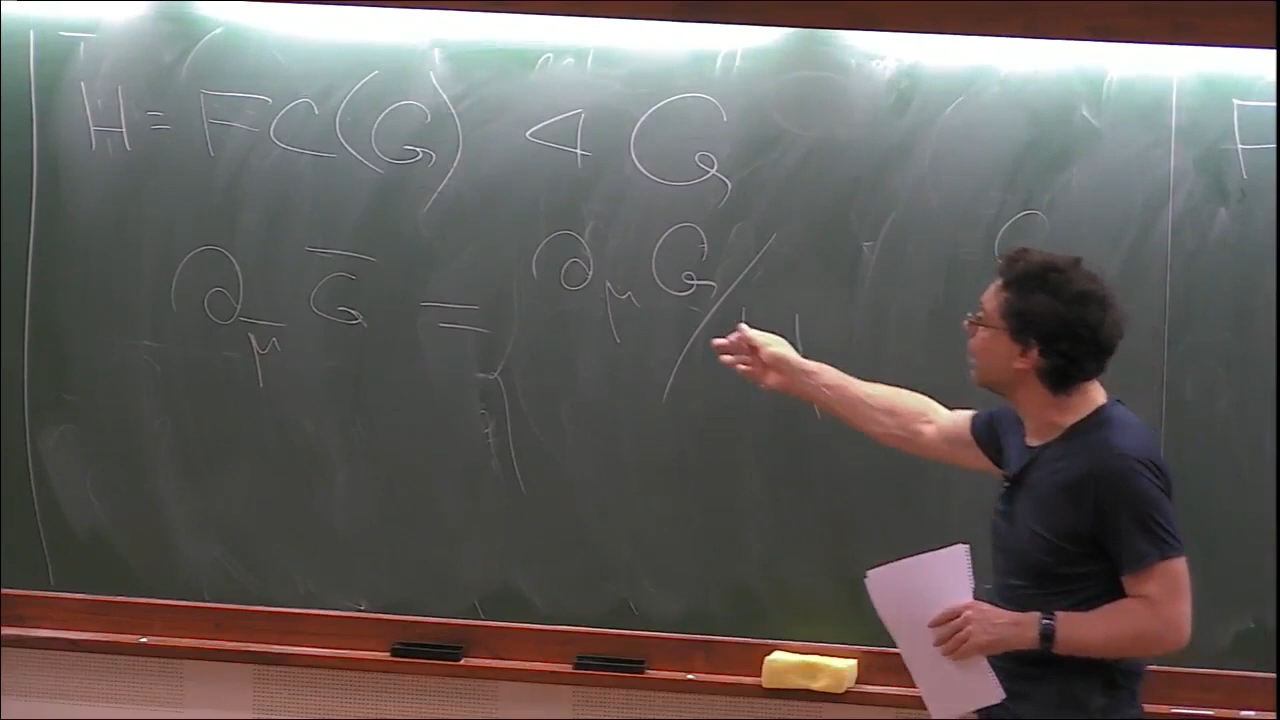 H = FC(G) ◁ G
∂_μ̄ Ḡ = ∂_μ G /
F